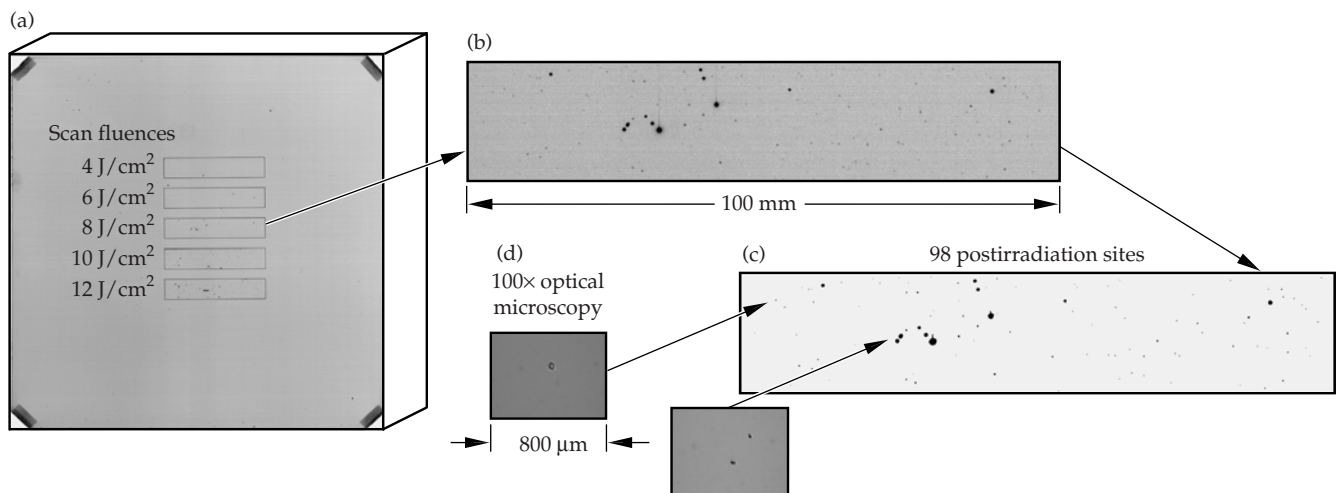 (a)
Scan fluences
4 J/cm²
6 J/cm²
8 J/cm²
10 J/cm²
12 J/cm²
(b)
100 mm
(c)
98 postirradiation sites
(d)
100× optical
microscopy
800 µm